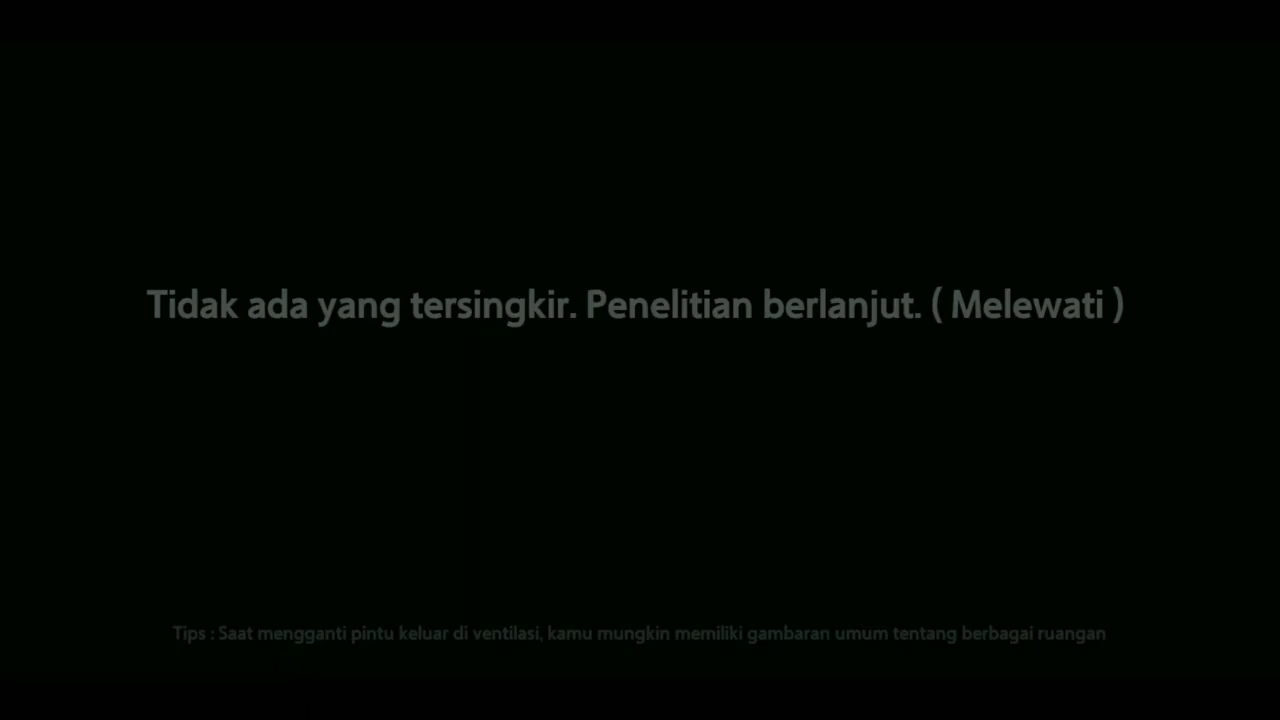 Tidak ada yang tersingkir. Penelitian berlanjut. ( Melewati )
Tips : Saat mengganti pintu keluar di ventilasi, kamu mungkin memiliki gambaran umum tentang berbagai ruangan